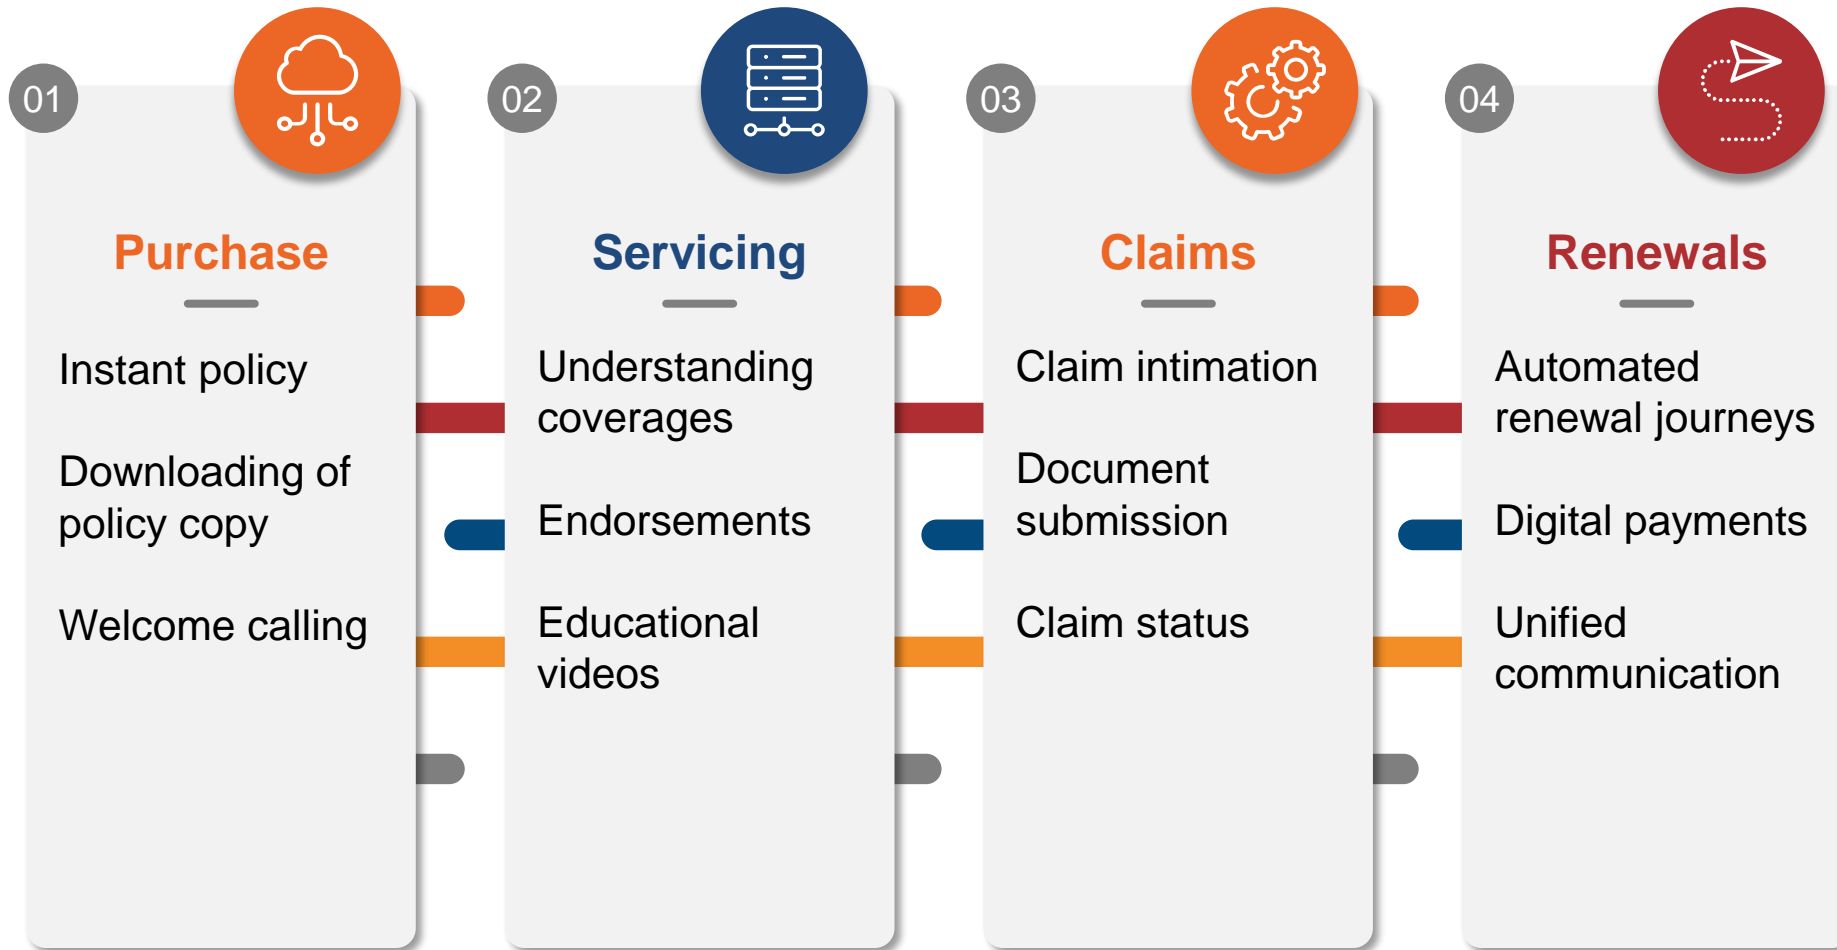 01
Purchase
Instant policy
Downloading of
policy copy
Welcome calling
02
Servicing
Understanding
coverages
Endorsements
Educational
videos
03
Claims
Claim intimation
Document
submission
Claim status
04
Renewals
Automated
renewal journeys
Digital payments
Unified
communication